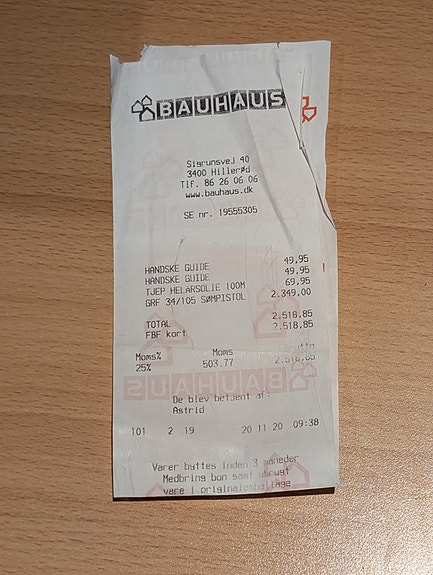 BAUHAUS
Sigrunsvej 40
3400 Hillerød
Tlf. 86 26 06 06
www.bauhaus.dk
SE nr. 19555305
HANDSKE GUIDE 49,95
HANDSKE GUIDE 49,95
TJEP HELARSOLIE 100M 69,95
GRF 34/105 SØMPISTOL 2.349,00
TOTAL 2.518,85
FBF kort 2.518,85
Moms% Moms Brutto
25% 503.77 2.518,85
BAUHAUS
De blev betjent af:
Astrid
101 2 19 20 11 20 09:38
Varer byttes inden 3 måneder
Medbring bon samt ubrugt
vare i originalemballage